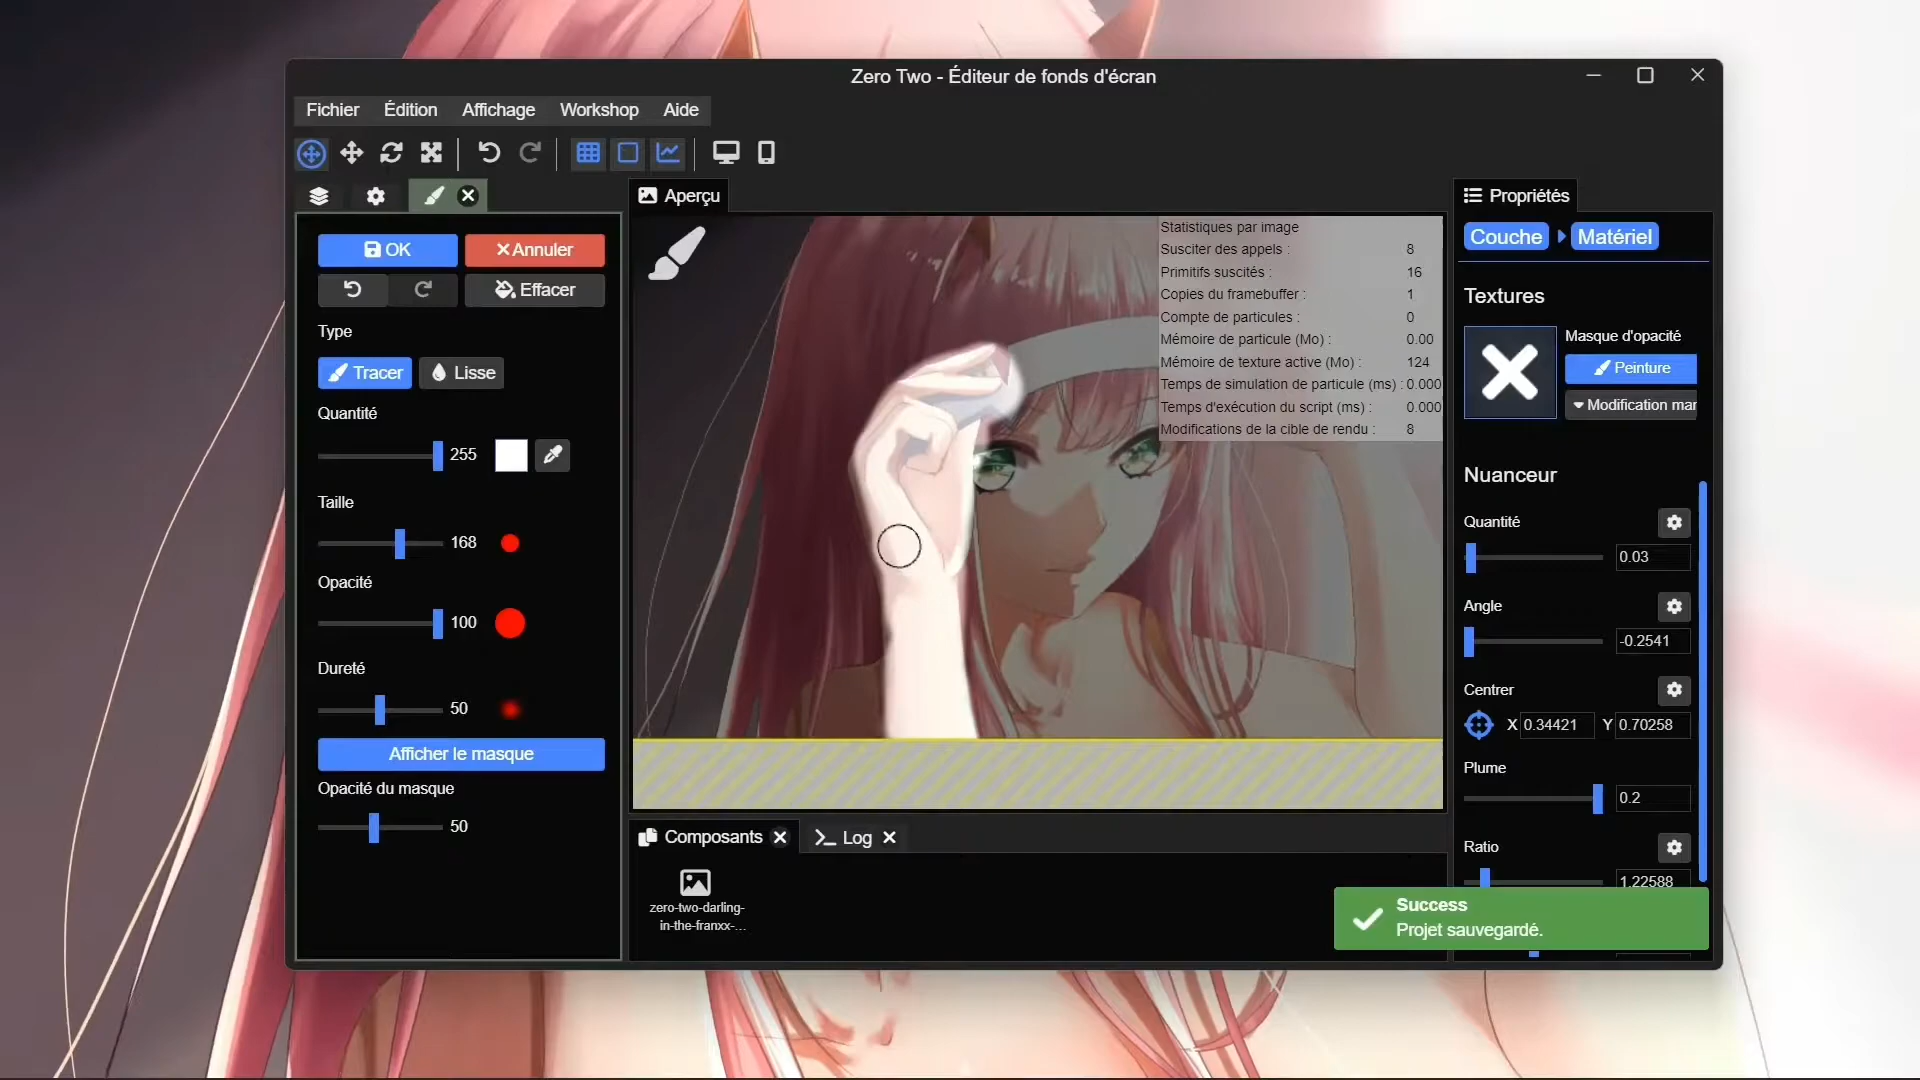 Zero Two - Éditeur de fonds d'écran
Fichier Édition Affichage Workshop Aide
OK
Annuler
Effacer
Type
Tracer
Lisse
Quantité
255
Taille
168
Opacité
100
Dureté
50
Afficher le masque
Opacité du masque
50
Aperçu
Statistiques par image
Susciter des appels : 8
Primitifs suscités : 16
Copies du framebuffer : 1
Compte de particules : 0
Mémoire de particule (Mo) : 0.00
Mémoire de texture active (Mo) : 124
Temps de simulation de particule (ms) : 0.000
Temps d'exécution du script (ms) : 0.000
Modifications de la cible de rendu : 8
Composants
Log
zero-two-darling-
in-the-franxx-...
Propriétés
Couche
Matériel
Textures
Masque d'opacité
Peinture
Modification mar
Nuanceur
Quantité
0.03
Angle
-0.2541
Centrer
X 0.34421 Y 0.70258
Plume
0.2
Ratio
1.22588
Success
Projet sauvegardé.